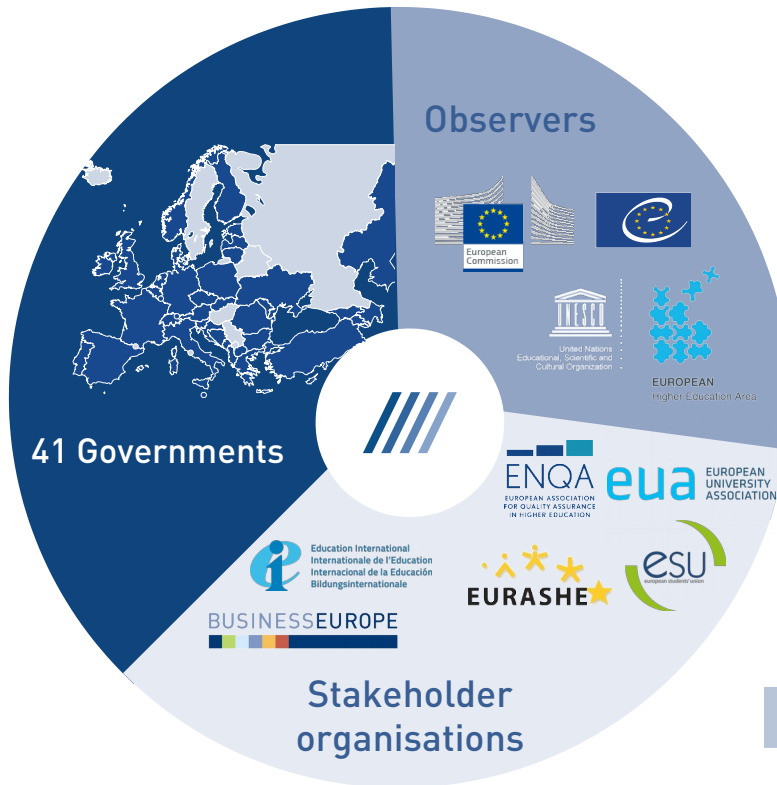 Observers
European
Commission
UNESCO
United Nations
Educational, Scientific and
Cultural Organization
EUROPEAN
Higher Education Area
41 Governments
ENQA
EUROPEAN ASSOCIATION
FOR QUALITY ASSURANCE
IN HIGHER EDUCATION
eua
EUROPEAN
UNIVERSITY
ASSOCIATION
ei
Education International
Internationale de l'Education
Internacional de la Educación
Bildungsinternationale
EURASHE
esu
european students' union
BUSINESSEUROPE
Stakeholder
organisations